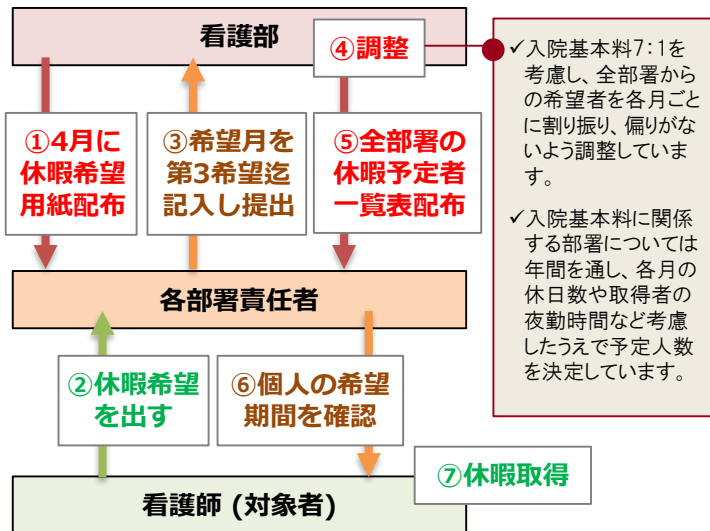 看護部
④調整
①4月に
休暇希望
用紙配布
③希望月を
第3希望迄
記入し提出
⑤全部署の
休暇予定者
一覧表配布
各部署責任者
②休暇希望
を出す
⑥個人の希望
期間を確認
⑦休暇取得
看護師 (対象者)
✓入院基本料7：1を
考慮し、全部署から
の希望者を各月ごと
に割り振り、偏りがな
いよう調整していま
す。
✓入院基本料に関係
する部署については
年間を通し、各月の
休日数や取得者の
夜勤時間など考慮
したうえで予定人数
を決定しています。